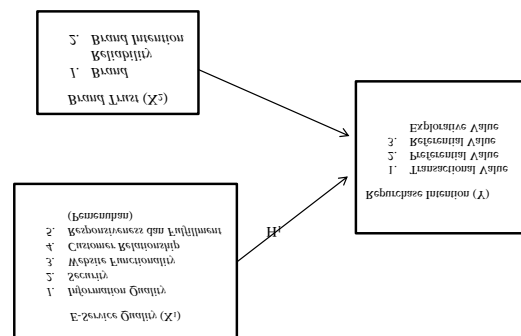 E-Service Quality (X₁)
1. Information Quality
2. Security
3. Website Functionality
4. Customer Relationship
5. Responsiveness dan Fulfillment
(Pemenuhan)
H₁
Repurchase Intention (Y)
1. Transactional Value
2. Preferential Value
3. Referential Value
Explorative Value
Brand Trust (X₂)
1. Brand
Reliability
2. Brand Intention